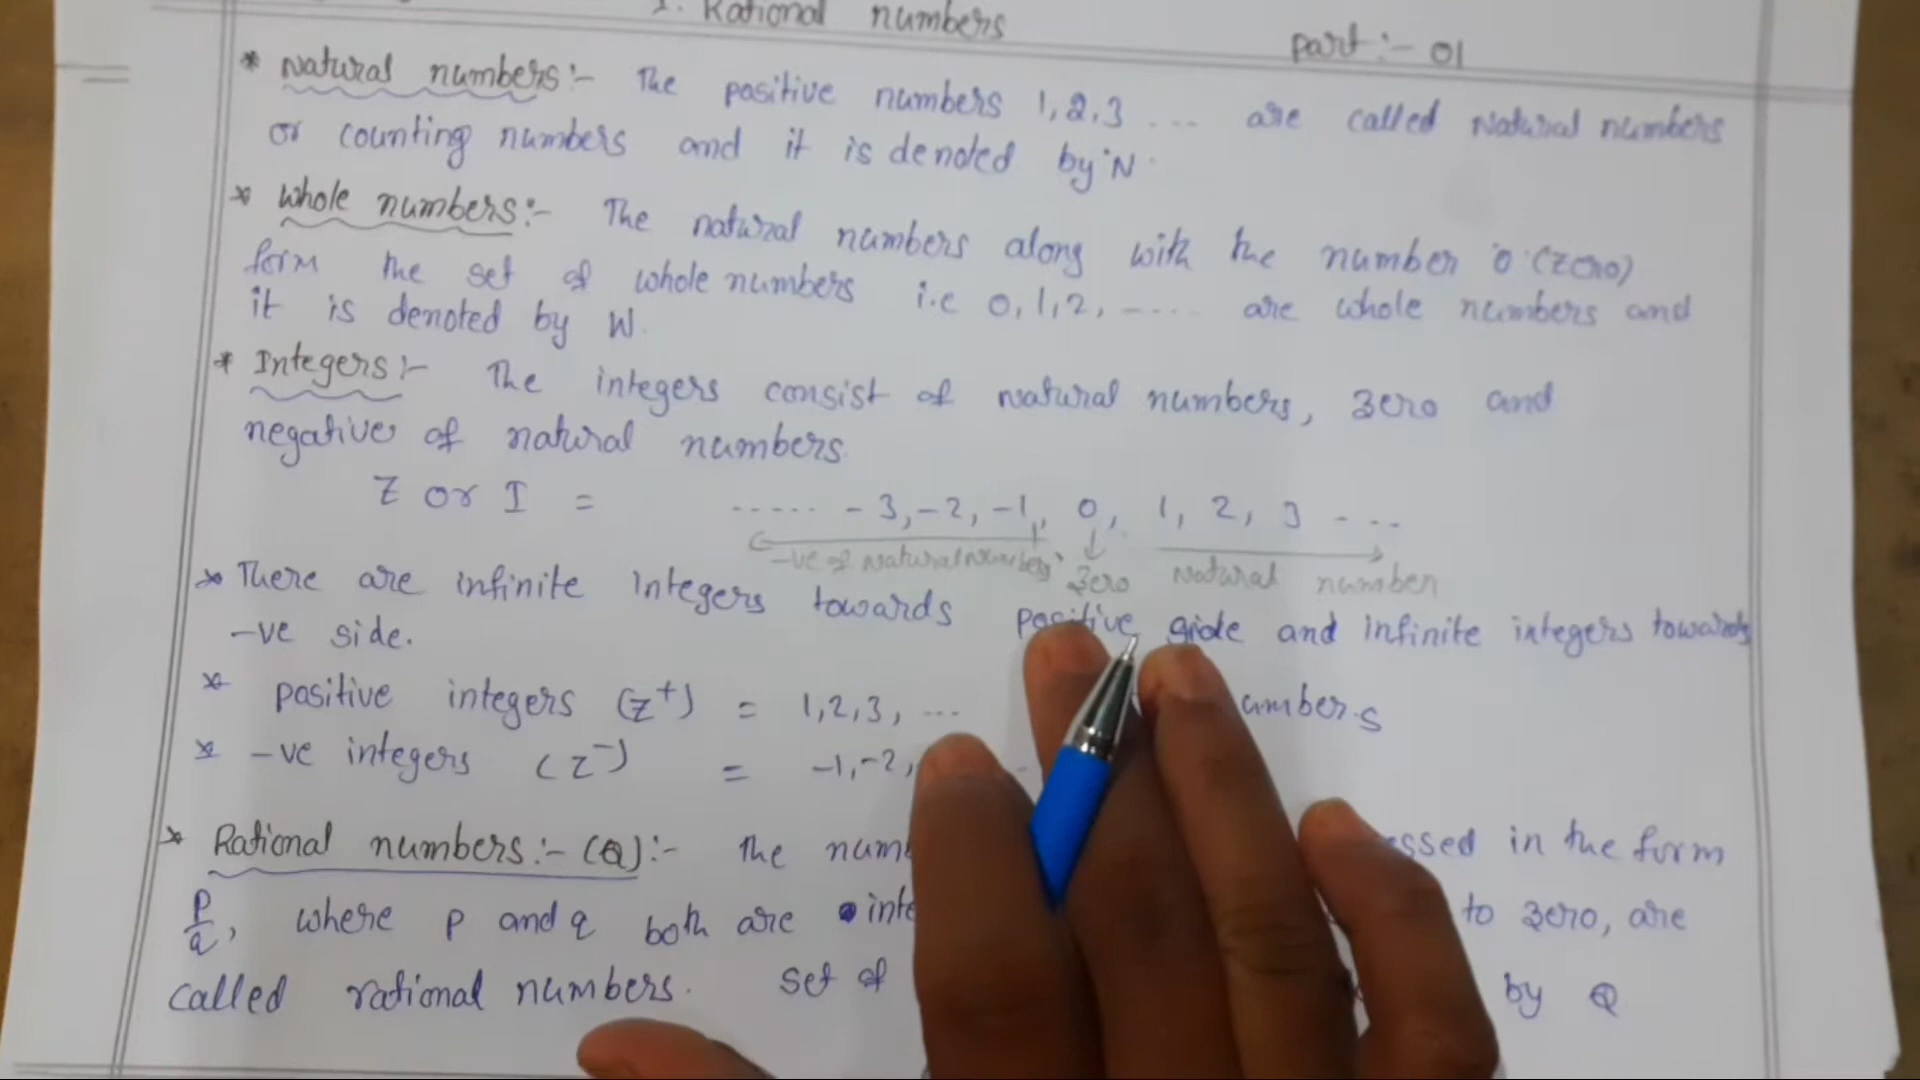 1. Rational numbers
part:- 01
* Natural numbers:- The positive numbers 1,2,3 .... are called Natural numbers
or counting numbers and it is denoted by 'N'
* Whole numbers:- The natural numbers along with the number '0' (zero)
form the set of whole numbers i.e 0,1,2, ..... are whole numbers and
it is denoted by W.
* Integers:- The integers consist of natural numbers, zero and
negative of natural numbers.
Z or I = ...... -3,-2,-1, 0, 1, 2, 3 ....
-ve of natural numbers zero natural number
* There are infinite integers towards positive side and infinite integers towards
-ve side.
* positive integers (z+) = 1,2,3, ...
* -ve integers (z-) = -1,-2,
* Rational numbers:- (Q):- The in the form
p/q, where p and q both are to zero, are
called rational numbers. set of by Q